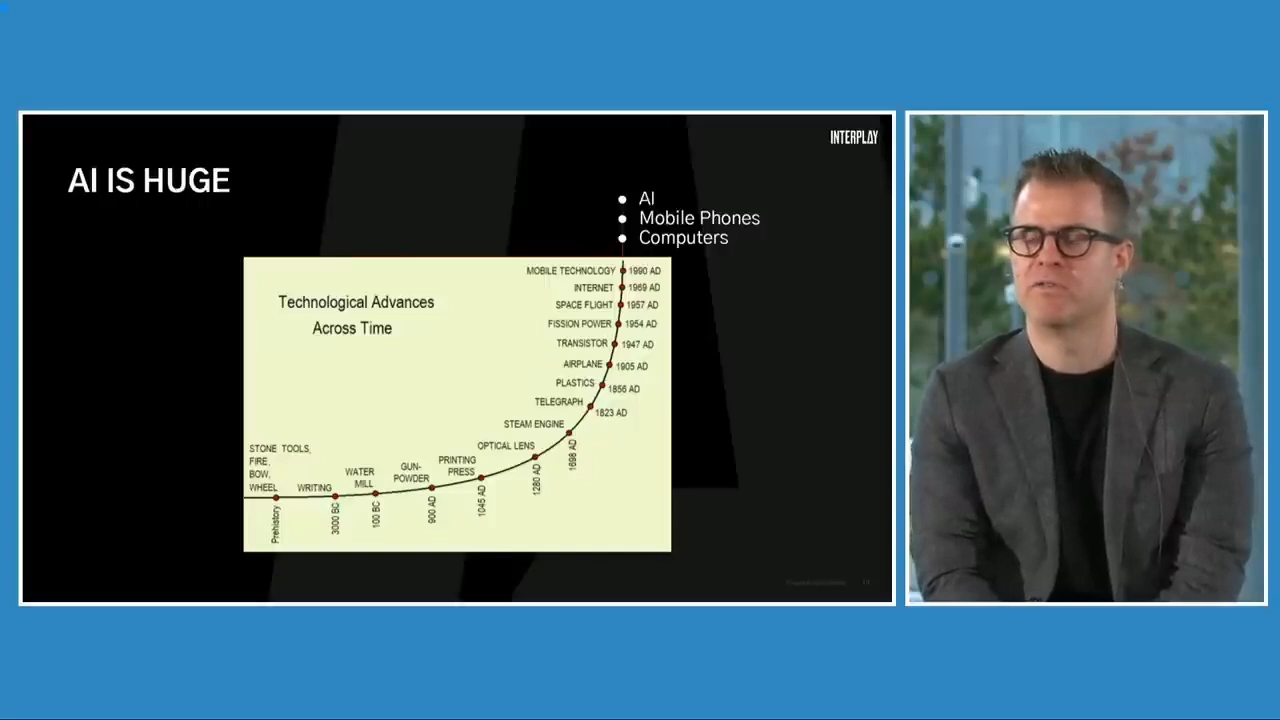 INTERPLAY
AI IS HUGE
AI
Mobile Phones
Computers
Technological Advances
Across Time
MOBILE TECHNOLOGY 1990 AD
INTERNET 1969 AD
SPACE FLIGHT 1957 AD
FISSION POWER 1954 AD
TRANSISTOR 1947 AD
AIRPLANE 1905 AD
PLASTICS 1856 AD
TELEGRAPH 1823 AD
STEAM ENGINE 1698 AD
OPTICAL LENS 1280 AD
PRINTING
PRESS 1045 AD
GUN-
POWDER 900 AD
WATER
MILL 100 BC
WRITING 3000 BC
STONE TOOLS,
FIRE,
BOW,
WHEEL Prehistory